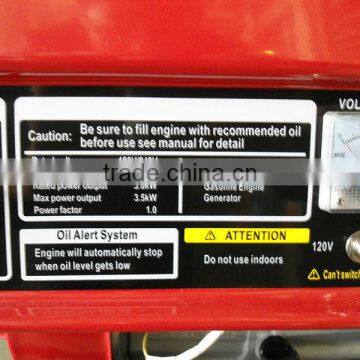 VOL
Caution: Be sure to fill engine with recommended oil
before use see manual for detail
Rated power output 3.0kW
Max power output 3.5kW
Power factor 1.0
Gasoline Engine
Generator
trade.china.cn
Oil Alert System
Engine will automatically stop
when oil level gets low
ATTENTION
Do not use indoors
120V
Can't switch